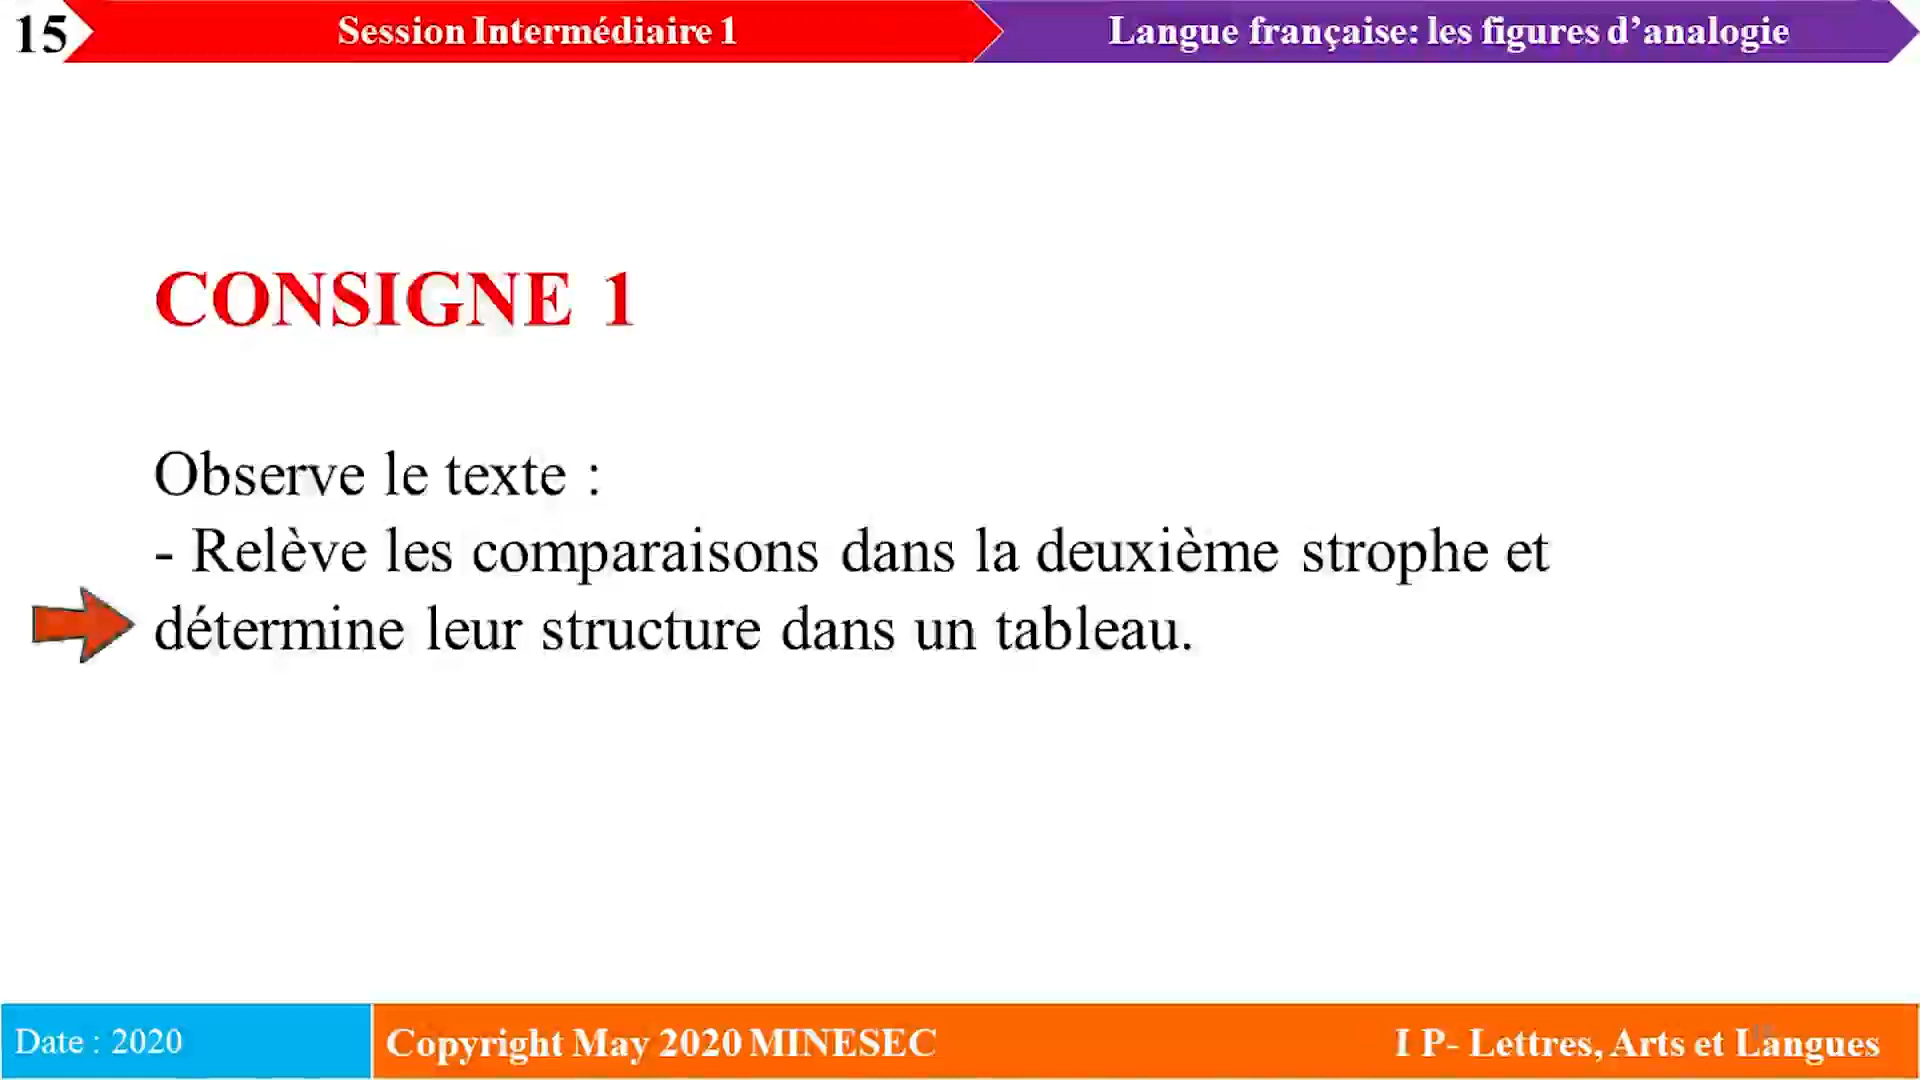 15
Session Intermédiaire 1
Langue française: les figures d’analogie
CONSIGNE 1
Observe le texte :
- Relève les comparaisons dans la deuxième strophe et
détermine leur structure dans un tableau.
Date : 2020
Copyright May 2020 MINESEC
I P- Lettres, Arts et Langues